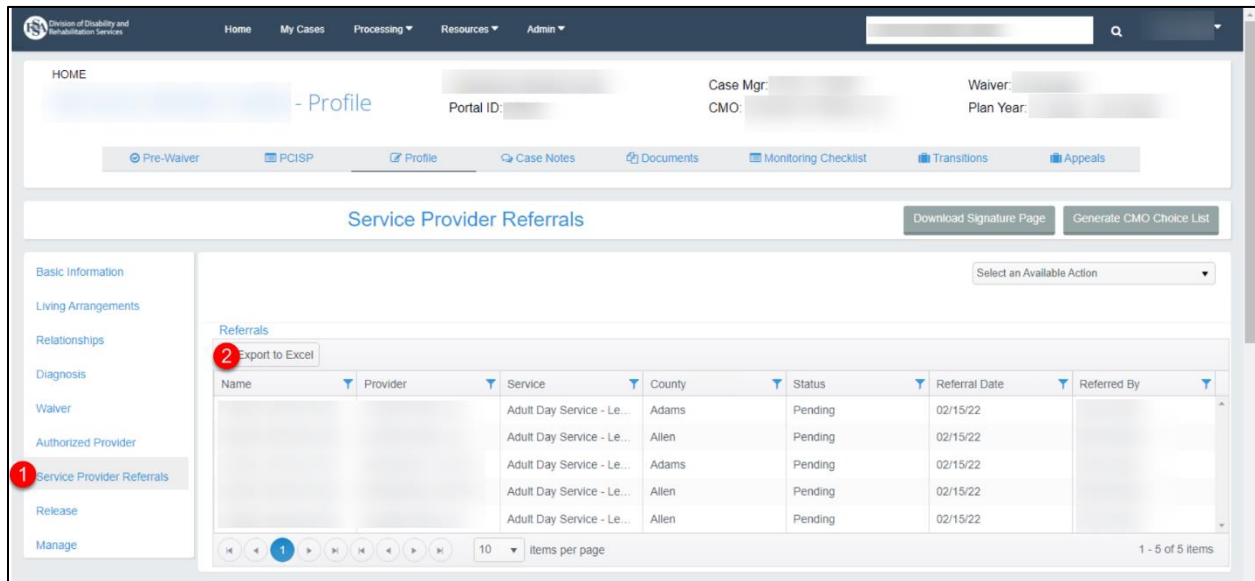 Division of Disability and
Rehabilitation Services
Home My Cases Processing Resources Admin
HOME
- Profile
Portal ID:
Case Mgr:
CMO:
Waiver:
Plan Year:
Pre-Waiver PCISP Profile Case Notes Documents Monitoring Checklist Transitions Appeals
Service Provider Referrals
Download Signature Page Generate CMO Choice List
Basic Information
Living Arrangements
Relationships
Diagnosis
Waiver
Authorized Provider
1 Service Provider Referrals
Release
Manage
Select an Available Action
Referrals
2 Export to Excel
Name Provider Service County Status Referral Date Referred By
Adult Day Service - Le... Adams Pending 02/15/22
Adult Day Service - Le... Allen Pending 02/15/22
Adult Day Service - Le... Adams Pending 02/15/22
Adult Day Service - Le... Allen Pending 02/15/22
Adult Day Service - Le... Allen Pending 02/15/22
1 10 items per page 1 - 5 of 5 items